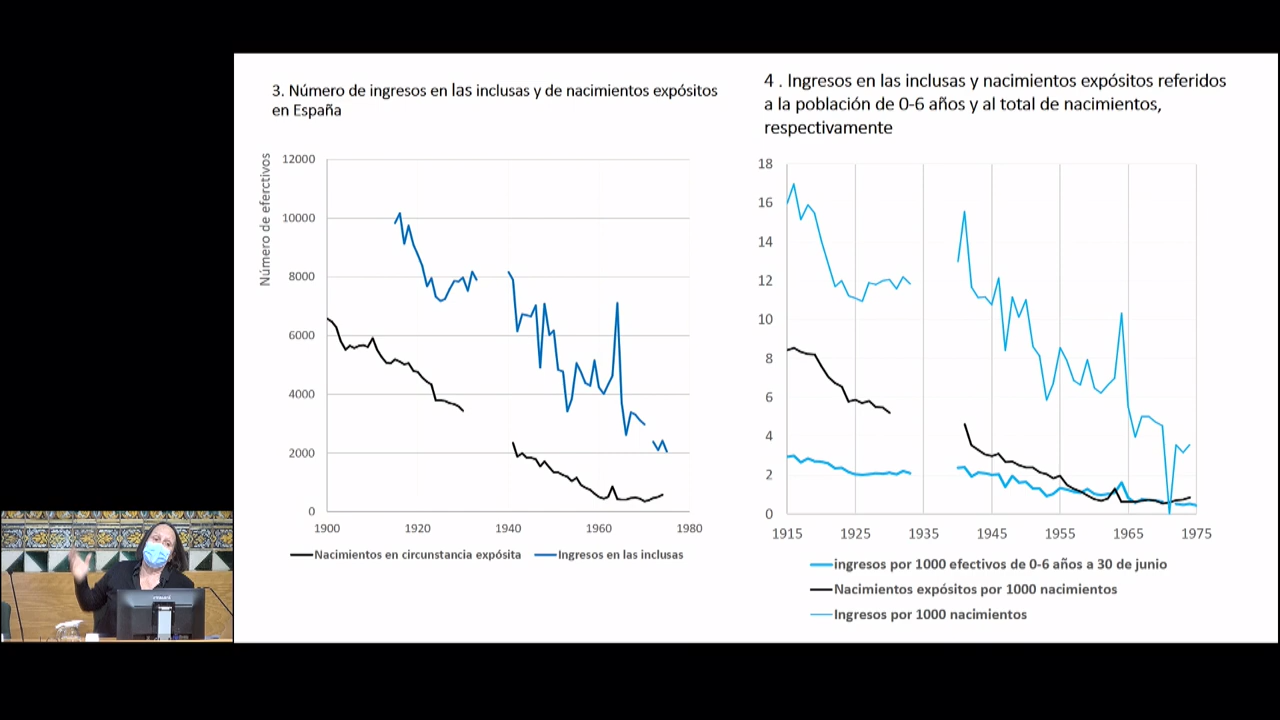 3. Número de ingresos en las inclusas y de nacimientos expósitos
en España
Número de eferctivos
12000
10000
8000
6000
4000
2000
0
1900
1920
1940
1960
1980
Nacimientos en circunstancia expósita
Ingresos en las inclusas
4 . Ingresos en las inclusas y nacimientos expósitos referidos
a la población de 0-6 años y al total de nacimientos,
respectivamente
18
16
14
12
10
8
6
4
2
0
1915
1925
1935
1945
1955
1965
1975
ingresos por 1000 efectivos de 0-6 años a 30 de junio
Nacimientos expósitos por 1000 nacimientos
Ingresos por 1000 nacimientos